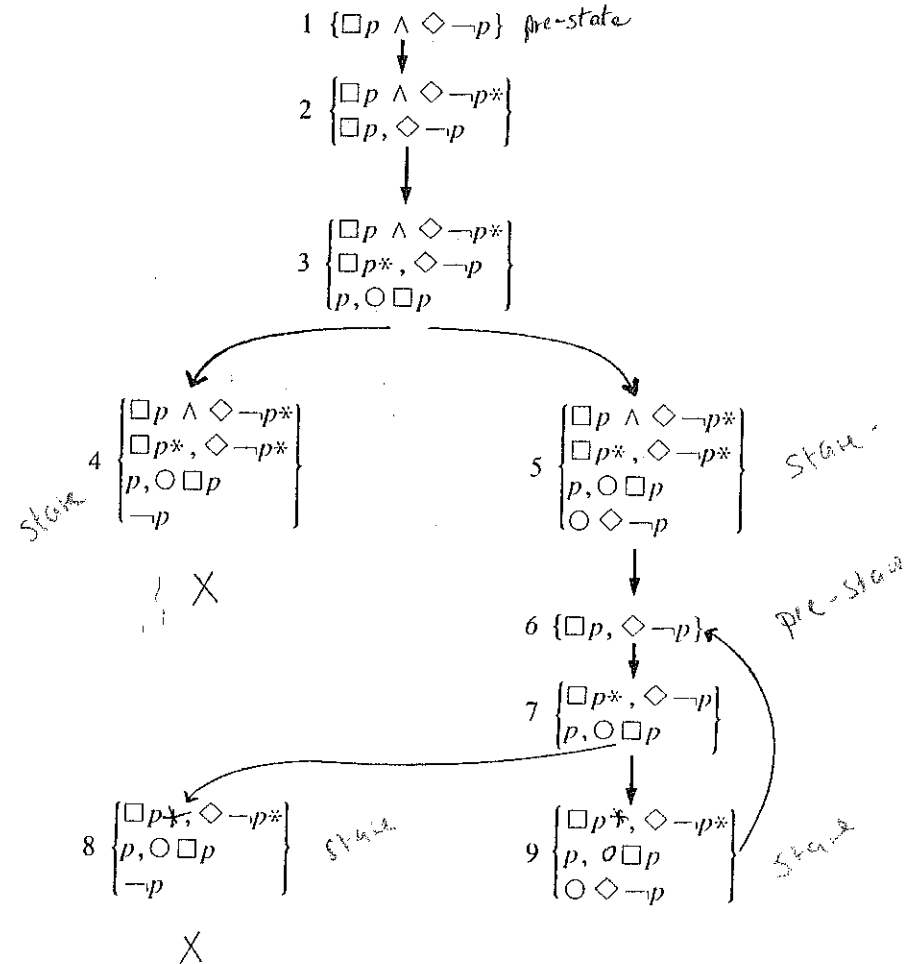 1 {□p ∧ ◇¬p} pre-state
2 {□p ∧ ◇¬p*
□p, ◇¬p}
3 {□p ∧ ◇¬p*
□p*, ◇¬p
p, ○□p}
4 {□p ∧ ◇¬p*
□p*, ◇¬p*
p, ○□p
¬p}
state
X
5 {□p ∧ ◇¬p*
□p*, ◇¬p*
p, ○□p
○◇¬p}
state
6 {□p, ◇¬p}
pre-state
7 {□p*, ◇¬p
p, ○□p}
8 {□p*, ◇¬p*
p, ○□p
¬p}
state
X
9 {□p*, ◇¬p*
p, ○□p
○◇¬p}
state